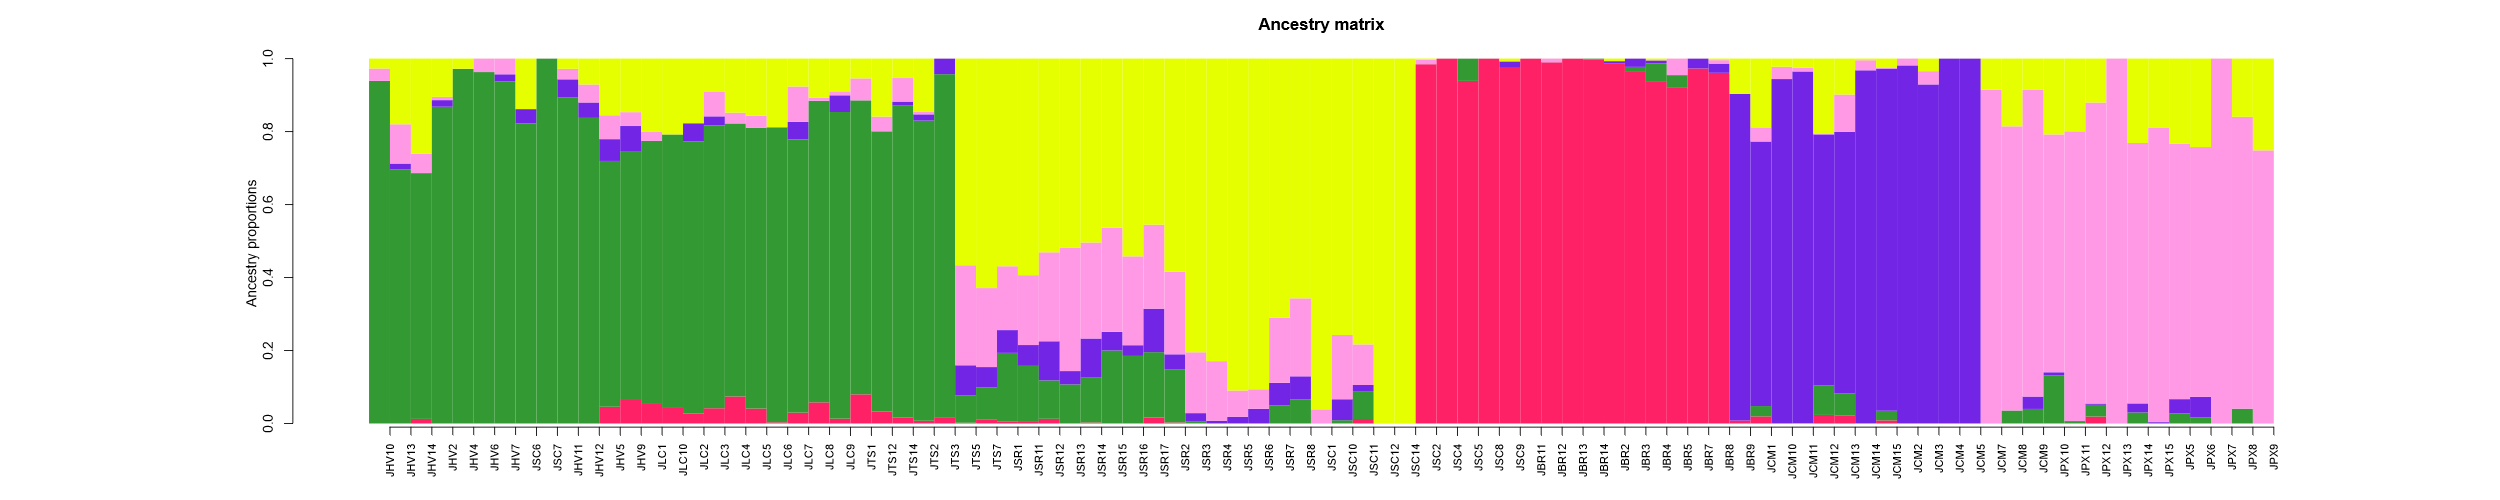 Ancestry matrix
Ancestry proportions
1.0
0.8
0.6
0.4
0.2
0.0
JHV10
JHV13
JHV14
JHV2
JHV4
JHV6
JHV7
JSC6
JSC7
JHV11
JHV12
JHV5
JHV9
JLC1
JLC10
JLC2
JLC3
JLC4
JLC5
JLC6
JLC7
JLC8
JLC9
JTS1
JTS12
JTS14
JTS2
JTS3
JTS5
JTS7
JSR1
JSR11
JSR12
JSR13
JSR14
JSR15
JSR16
JSR17
JSR2
JSR3
JSR4
JSR5
JSR6
JSR7
JSR8
JSC1
JSC10
JSC11
JSC12
JSC14
JSC2
JSC4
JSC5
JSC8
JSC9
JBR11
JBR12
JBR13
JBR14
JBR2
JBR3
JBR4
JBR5
JBR7
JBR9
JCM1
JCM10
JCM11
JCM12
JCM13
JCM14
JCM15
JCM2
JCM3
JCM4
JCM5
JCM7
JCM8
JCM9
JPX10
JPX11
JPX12
JPX13
JPX14
JPX15
JPX5
JPX6
JPX7
JPX8
JPX9